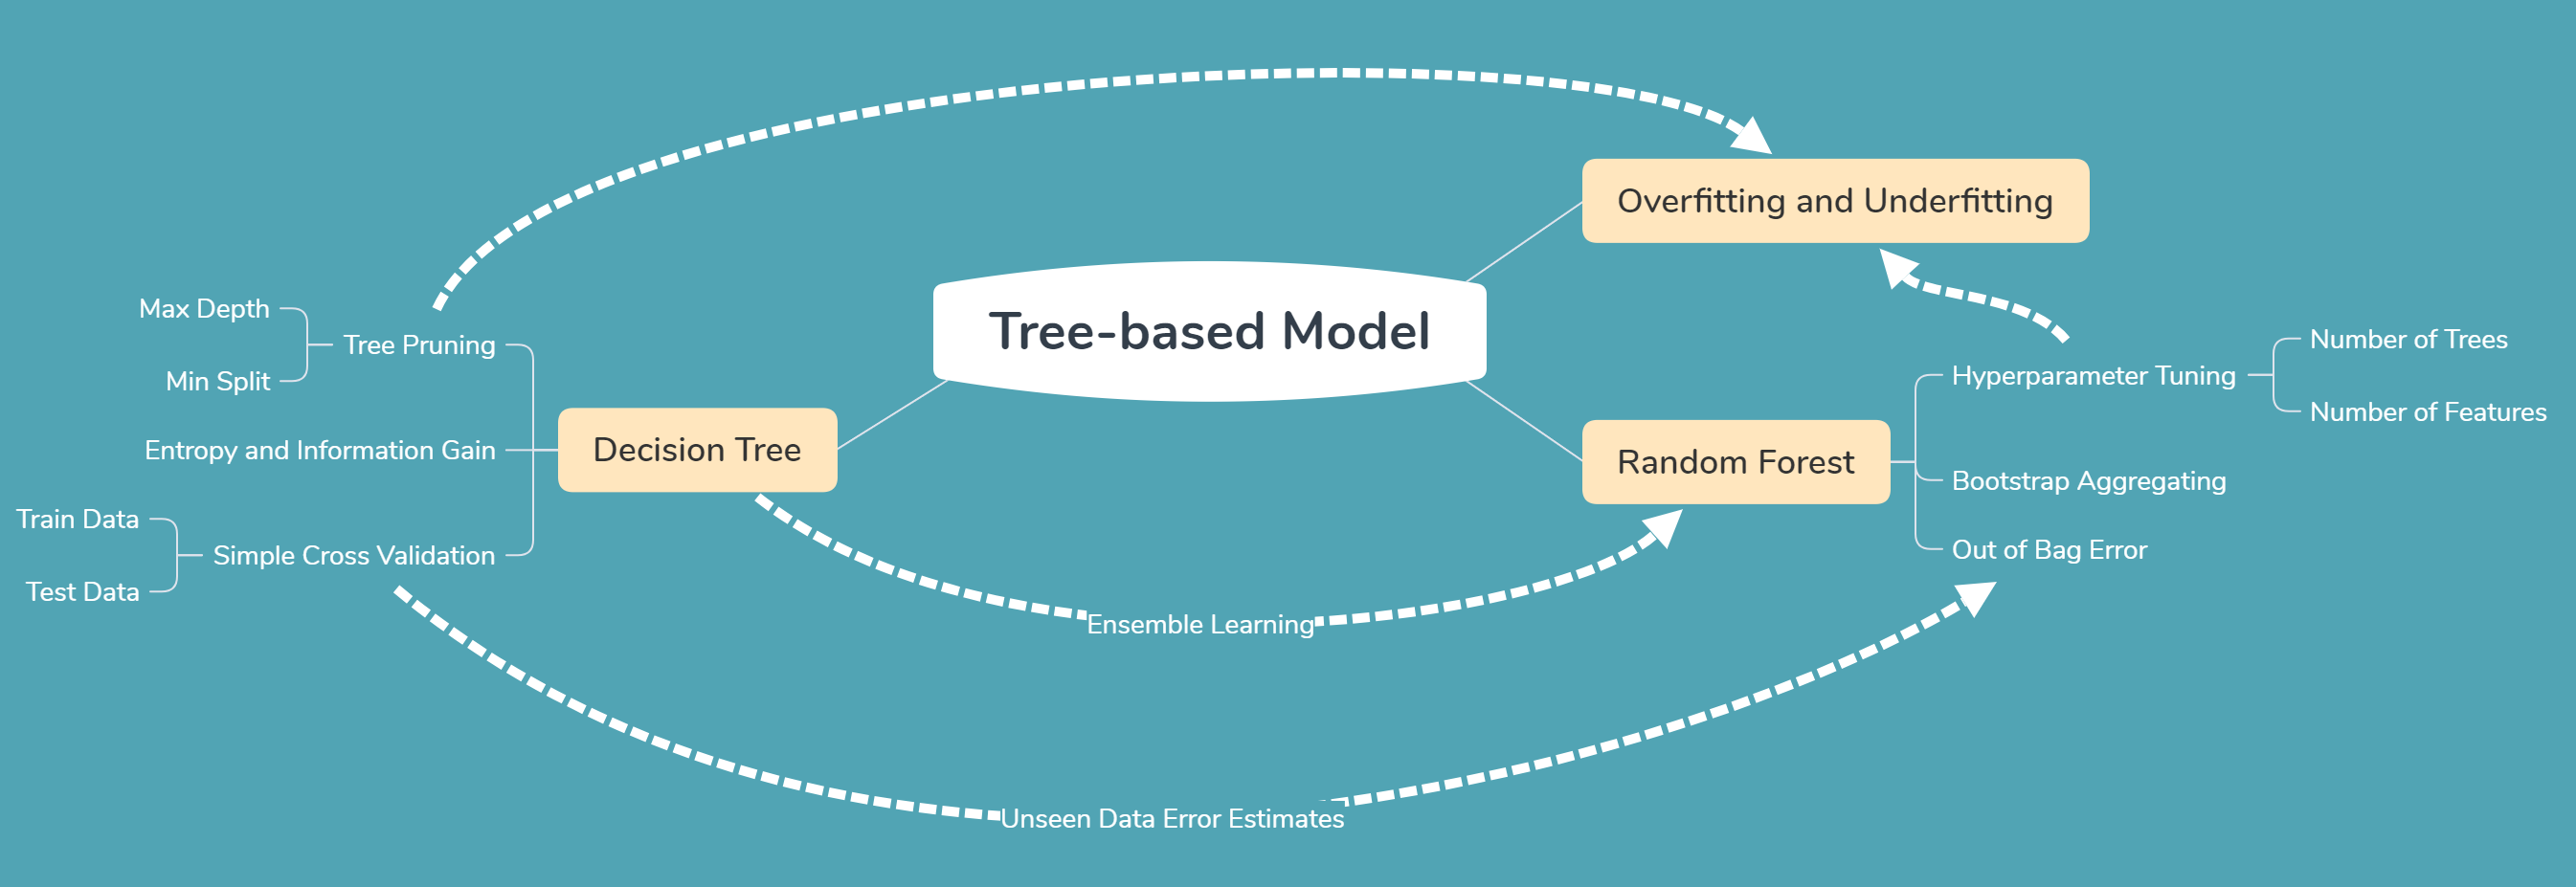 Tree-based Model
Overfitting and Underfitting
Decision Tree
Tree Pruning
Max Depth
Min Split
Entropy and Information Gain
Simple Cross Validation
Train Data
Test Data
Random Forest
Hyperparameter Tuning
Number of Trees
Number of Features
Bootstrap Aggregating
Out of Bag Error
Ensemble Learning
Unseen Data Error Estimates